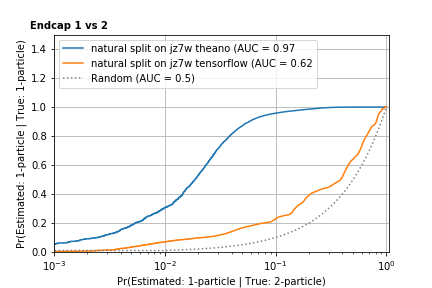 Endcap 1 vs 2
natural split on jz7w theano (AUC = 0.97
natural split on jz7w tensorflow (AUC = 0.62
Random (AUC = 0.5)
Pr(Estimated: 1-particle | True: 1-particle)
1.4
1.2
1.0
0.8
0.6
0.4
0.2
0.0
10⁻³
10⁻²
10⁻¹
10⁰
Pr(Estimated: 1-particle | True: 2-particle)